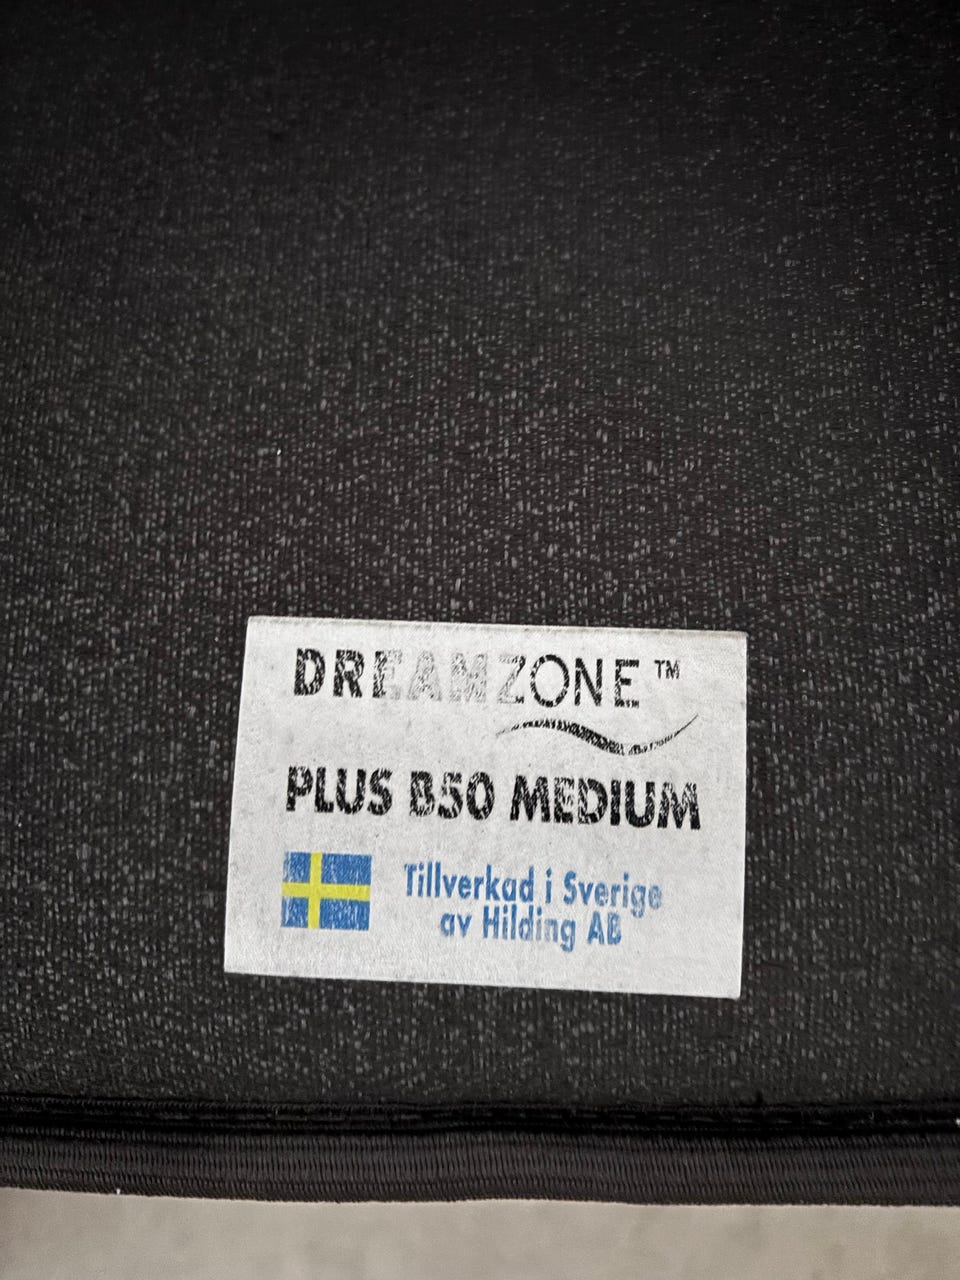 DREAMZONE™
PLUS B50 MEDIUM
Tillverkad i Sverige
av Hilding AB